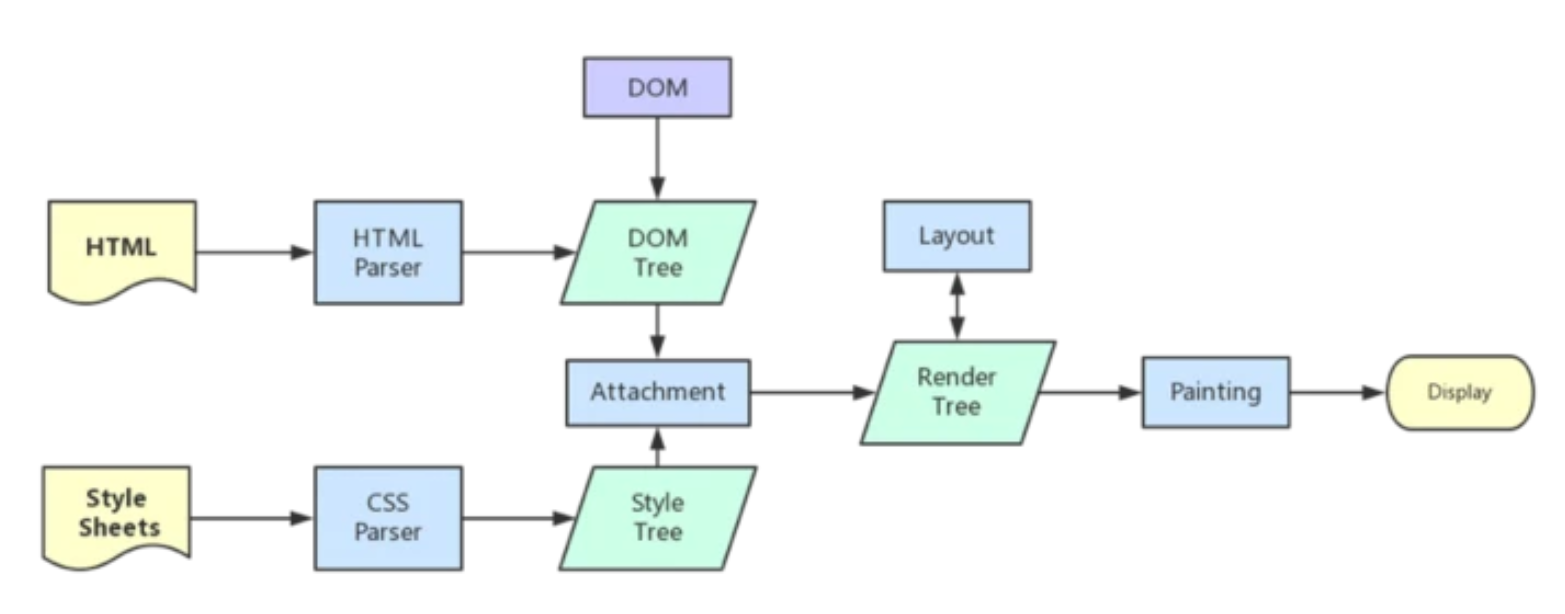 DOM
HTML
HTML
Parser
DOM
Tree
Layout
Attachment
Render
Tree
Painting
Display
Style
Sheets
CSS
Parser
Style
Tree